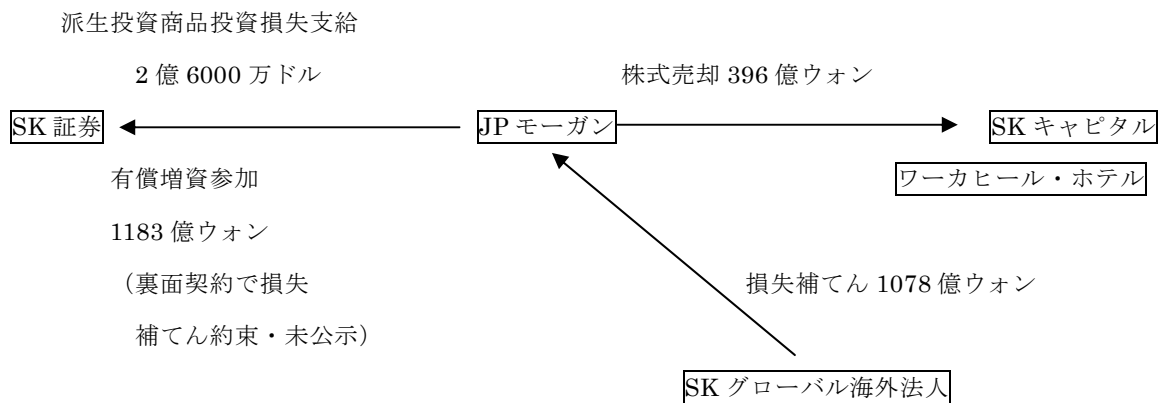 派生投資商品投資損失支給
2億6000万ドル
株式売却 396億ウォン
SK証券
JPモーガン
SKキャピタル
有償増資参加
ワーカヒール・ホテル
1183億ウォン
（裏面契約で損失
損失補てん 1078億ウォン
補てん約束・未公示）
SKグローバル海外法人